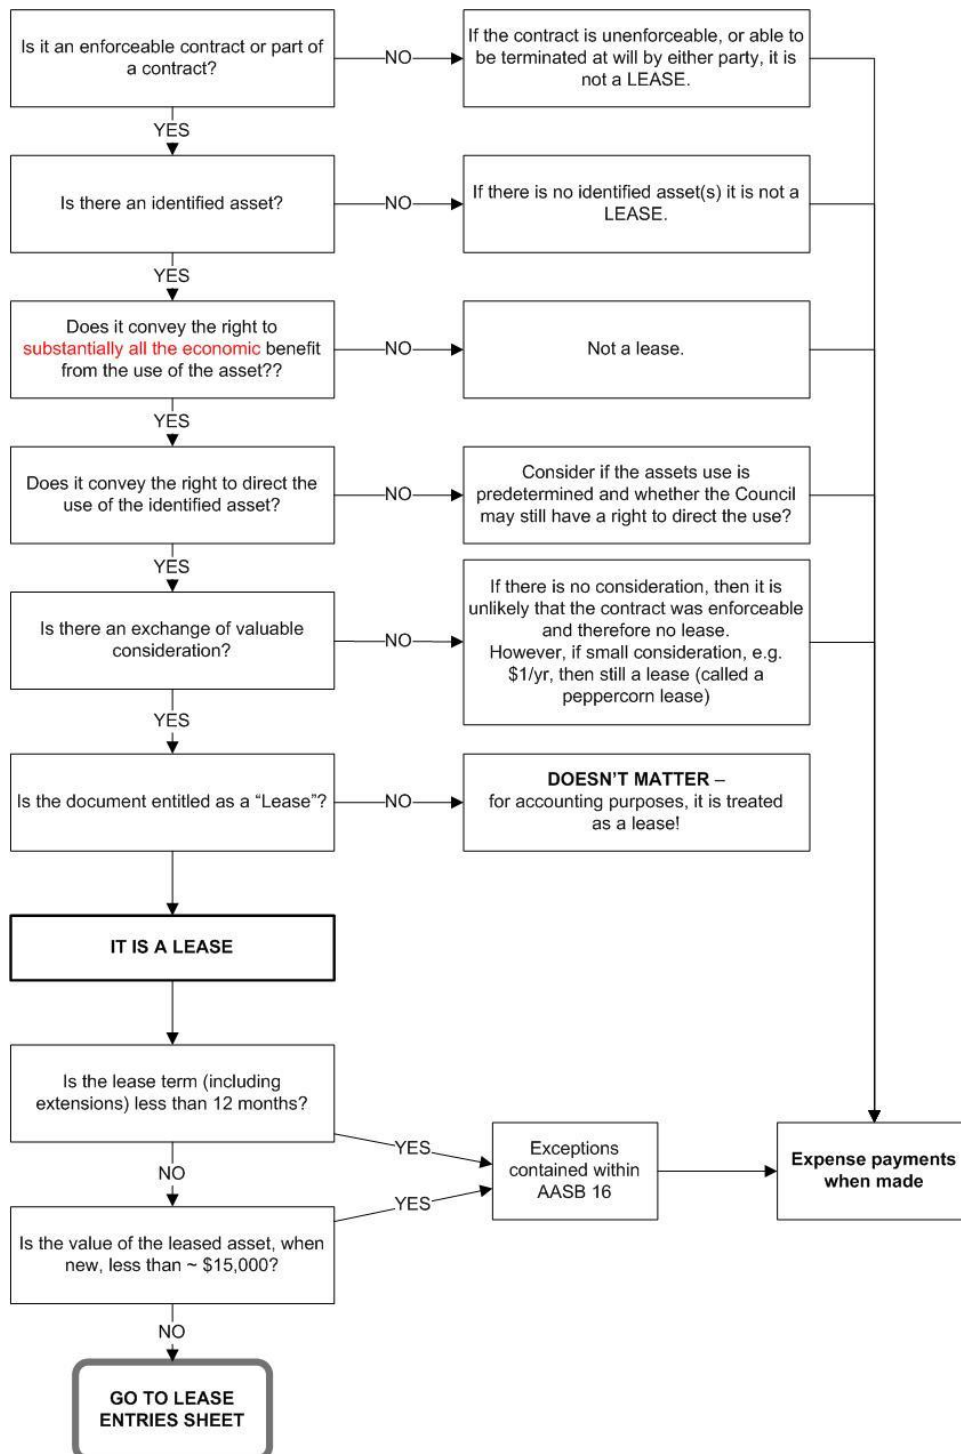 Is it an enforceable contract or part of
a contract?
NO
If the contract is unenforceable, or able to
be terminated at will by either party, it is
not a LEASE.
YES
Is there an identified asset?
NO
If there is no identified asset(s) it is not a
LEASE.
YES
Does it convey the right to
substantially all the economic benefit
from the use of the asset??
NO
Not a lease.
YES
Does it convey the right to direct the
use of the identified asset?
NO
Consider if the assets use is
predetermined and whether the Council
may still have a right to direct the use?
YES
Is there an exchange of valuable
consideration?
NO
If there is no consideration, then it is
unlikely that the contract was enforceable
and therefore no lease.
However, if small consideration, e.g.
$1/yr, then still a lease (called a
peppercorn lease)
YES
Is the document entitled as a “Lease”?
NO
DOESN’T MATTER –
for accounting purposes, it is treated
as a lease!
IT IS A LEASE
Is the lease term (including
extensions) less than 12 months?
YES
Exceptions
contained within
AASB 16
Expense payments
when made
NO
YES
Is the value of the leased asset, when
new, less than ~ $15,000?
NO
GO TO LEASE
ENTRIES SHEET